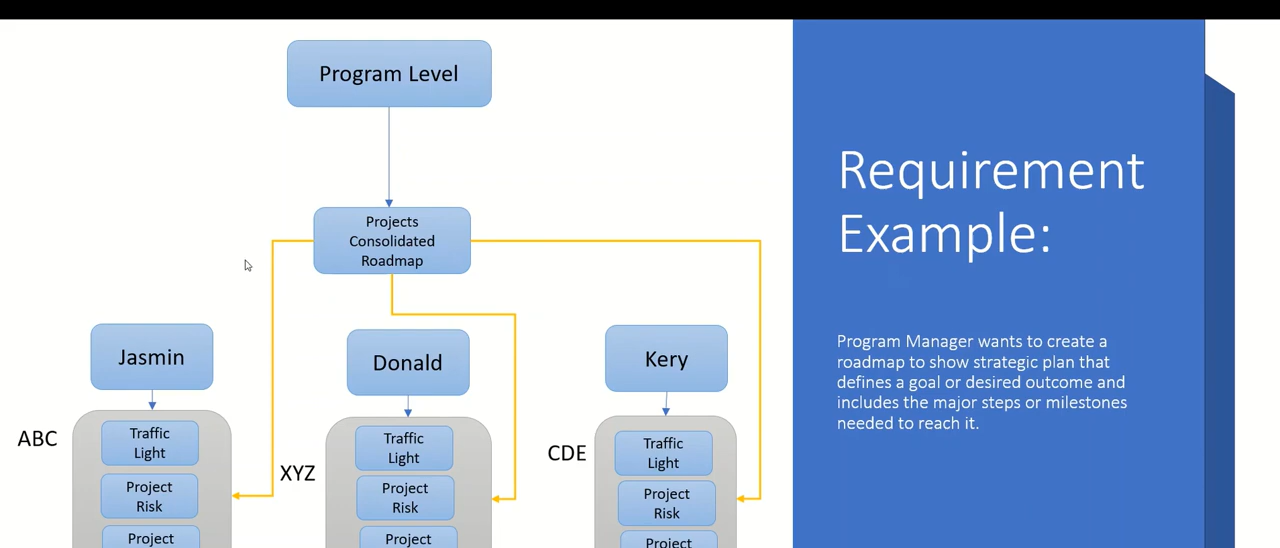 Program Level
Projects
Consolidated
Roadmap
Jasmin
Donald
Kery
ABC
Traffic
Light
Project
Risk
Project
XYZ
Traffic
Light
Project
Risk
Project
CDE
Traffic
Light
Project
Risk
Project
Requirement
Example:
Program Manager wants to create a
roadmap to show strategic plan that
defines a goal or desired outcome and
includes the major steps or milestones
needed to reach it.